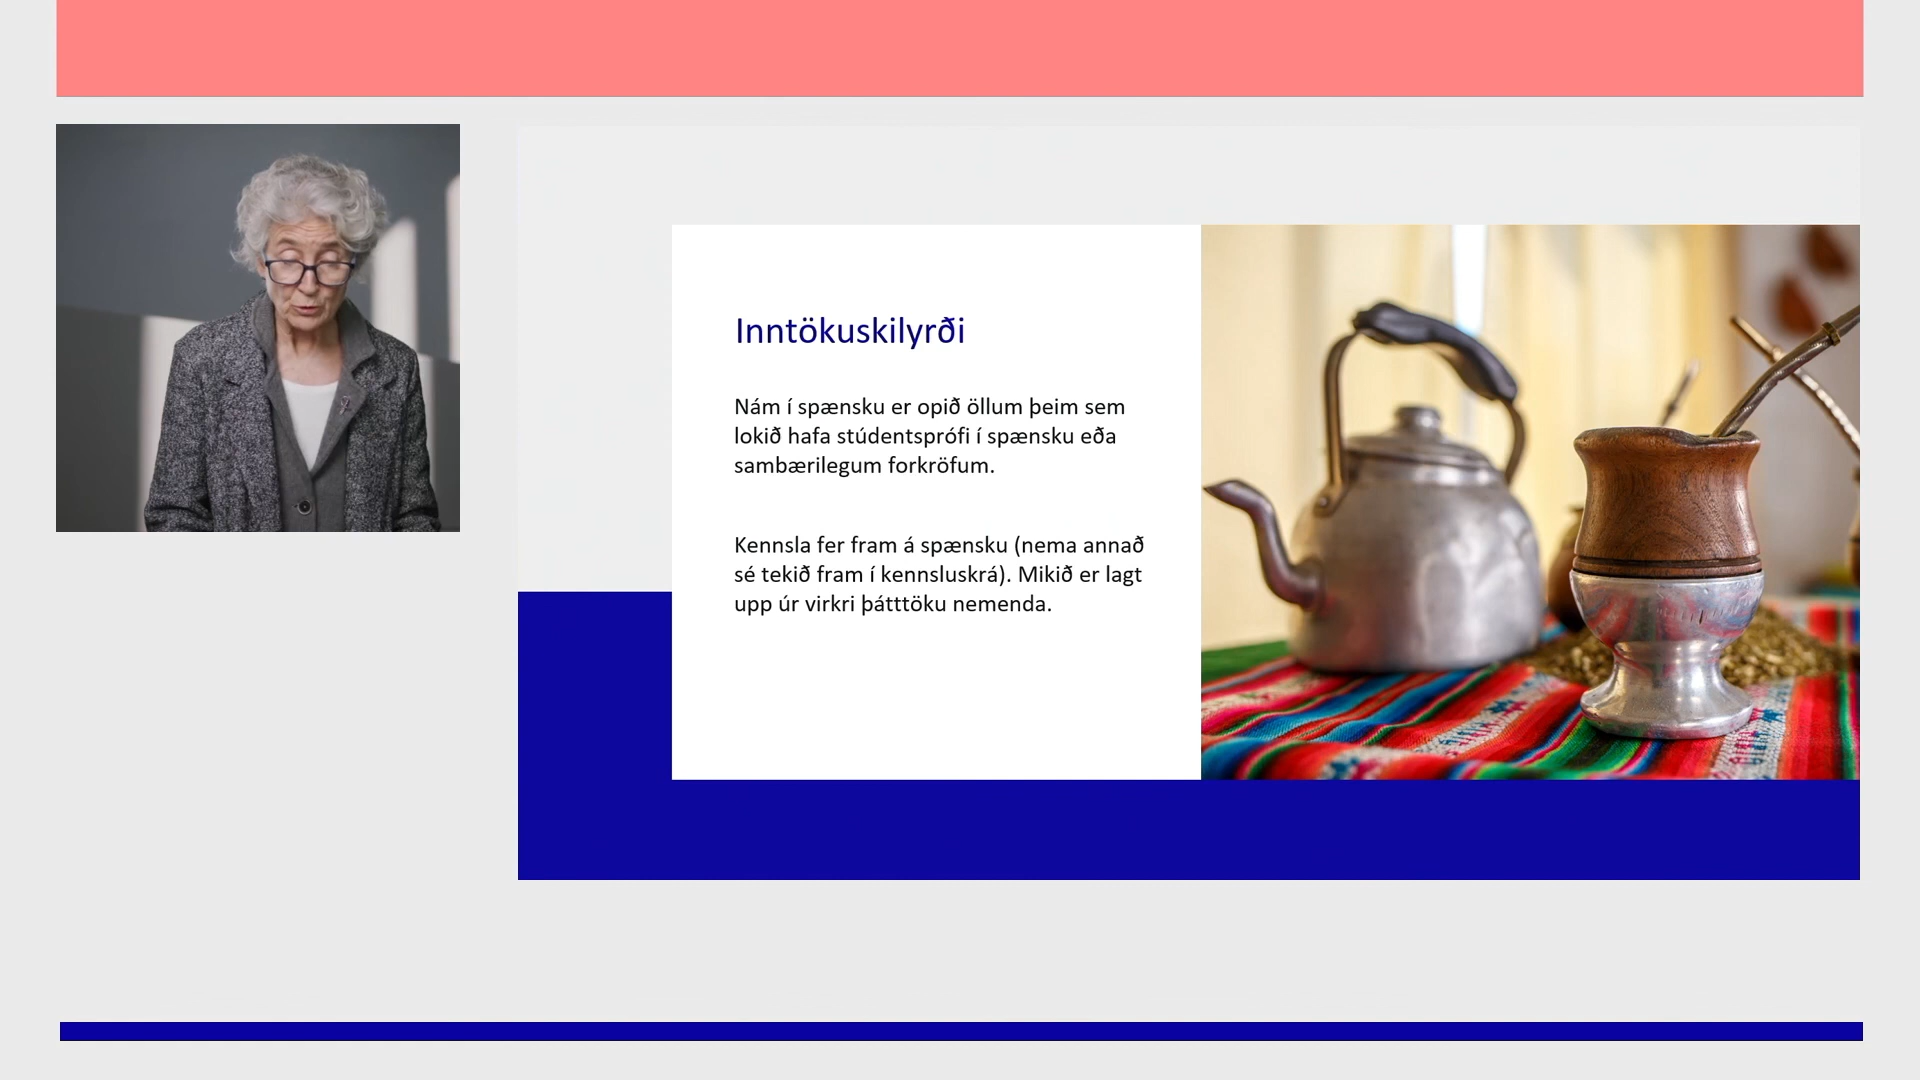 Inntökuskilyrði
Nám í spænsku er opið öllum þeim sem
lokið hafa stúdentsprófi í spænsku eða
sambærilegum forkröfum.
Kennsla fer fram á spænsku (nema annað
sé tekið fram í kennsluskrá). Mikið er lagt
upp úr virkri þátttöku nemenda.